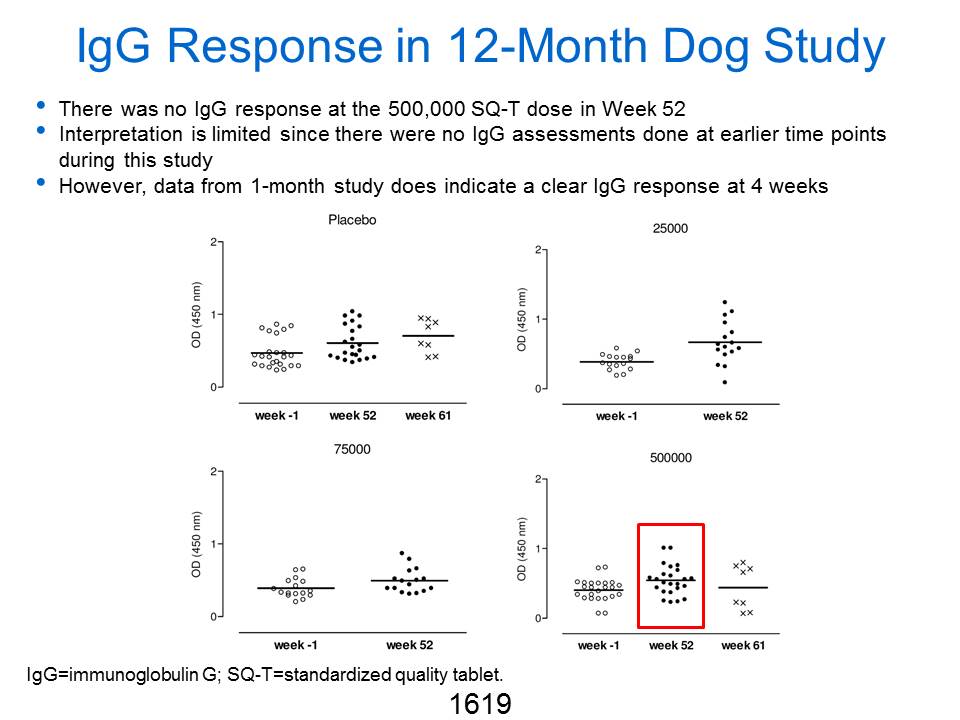 IgG Response in 12-Month Dog Study
• There was no IgG response at the 500,000 SQ-T dose in Week 52
• Interpretation is limited since there were no IgG assessments done at earlier time points
during this study
• However, data from 1-month study does indicate a clear IgG response at 4 weeks
Placebo
2
1
0
OD (450 nm)
week -1 week 52 week 61
25000
2
1
0
OD (450 nm)
week -1 week 52
75000
2
1
0
OD (450 nm)
week -1 week 52
500000
2
1
0
OD (450 nm)
week -1 week 52 week 61
IgG=immunoglobulin G; SQ-T=standardized quality tablet.
1619